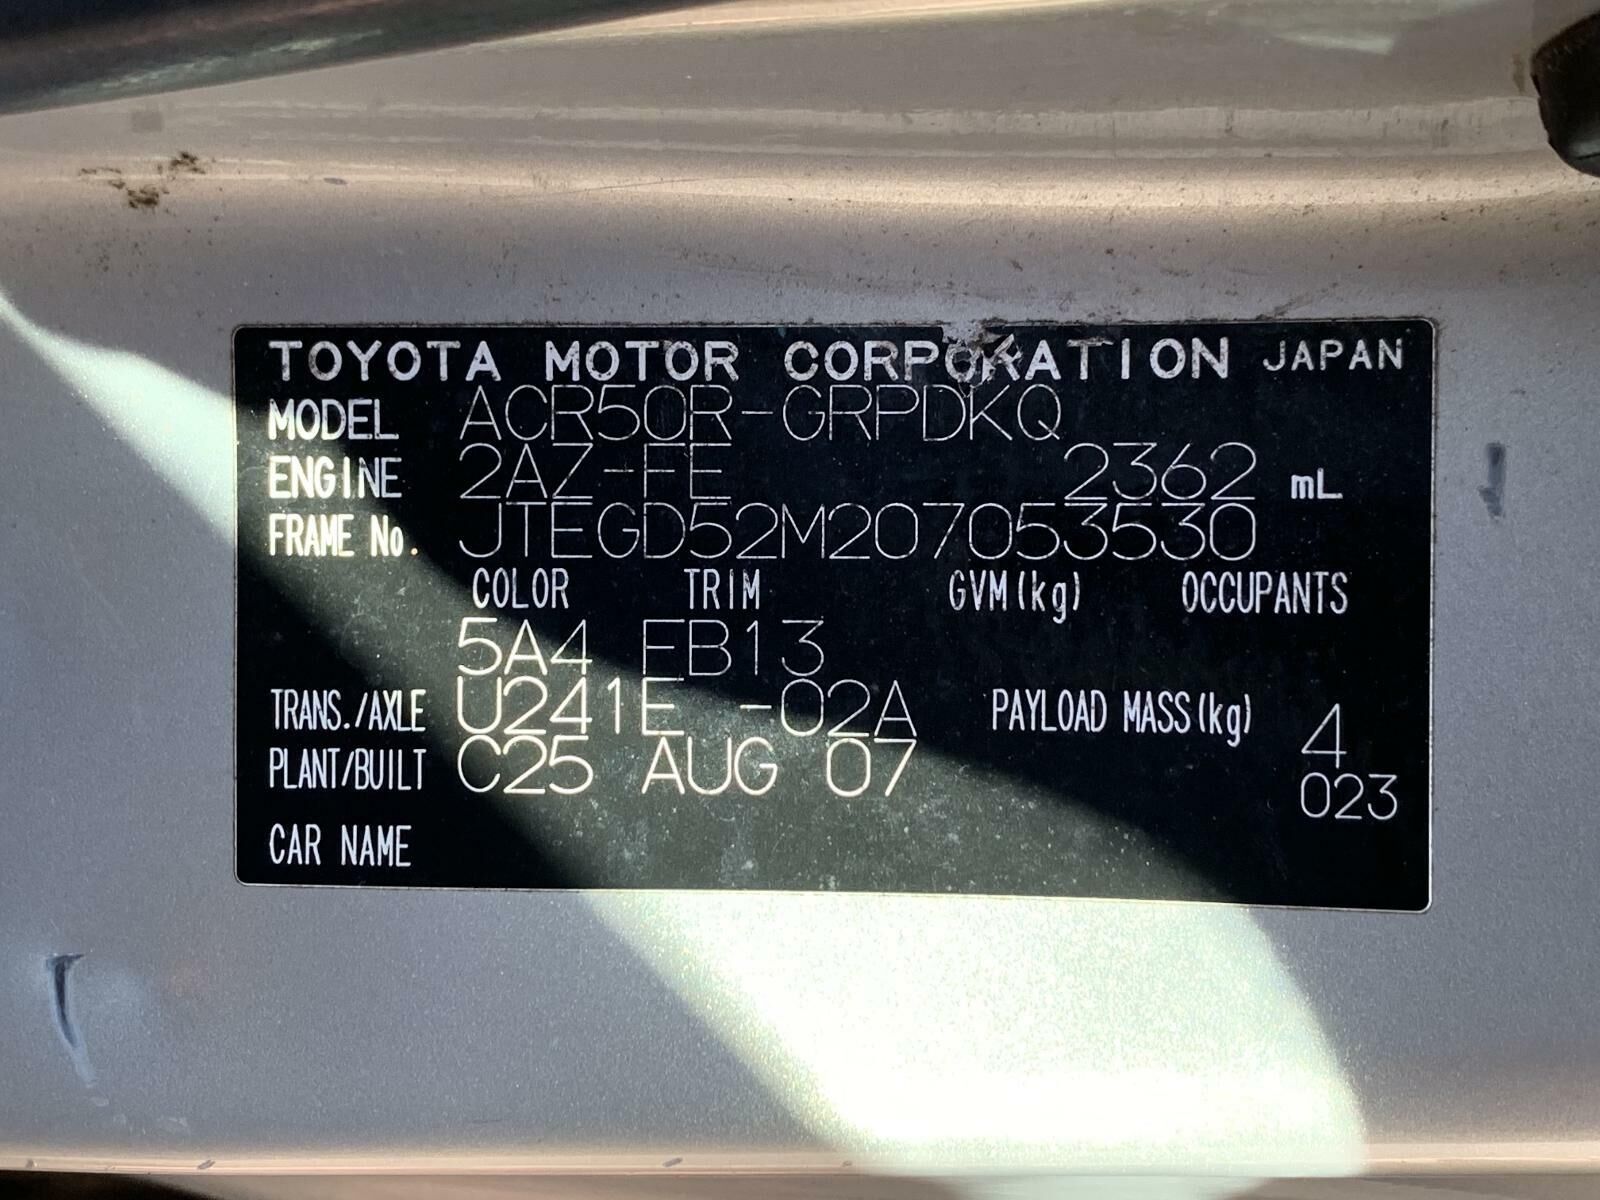 TOYOTA MOTOR CORPORATION JAPAN
MODEL ACR50R-GRPDKQ
ENGINE 2AZ-FE 2362 mL
FRAME No. JTEGD52M207053530
COLOR TRIM GVM(kg) OCCUPANTS
5A4 EB13
TRANS./AXLE U241E -02A PAYLOAD MASS(kg) 4
PLANT/BUILT C25 AUG 07 023
CAR NAME